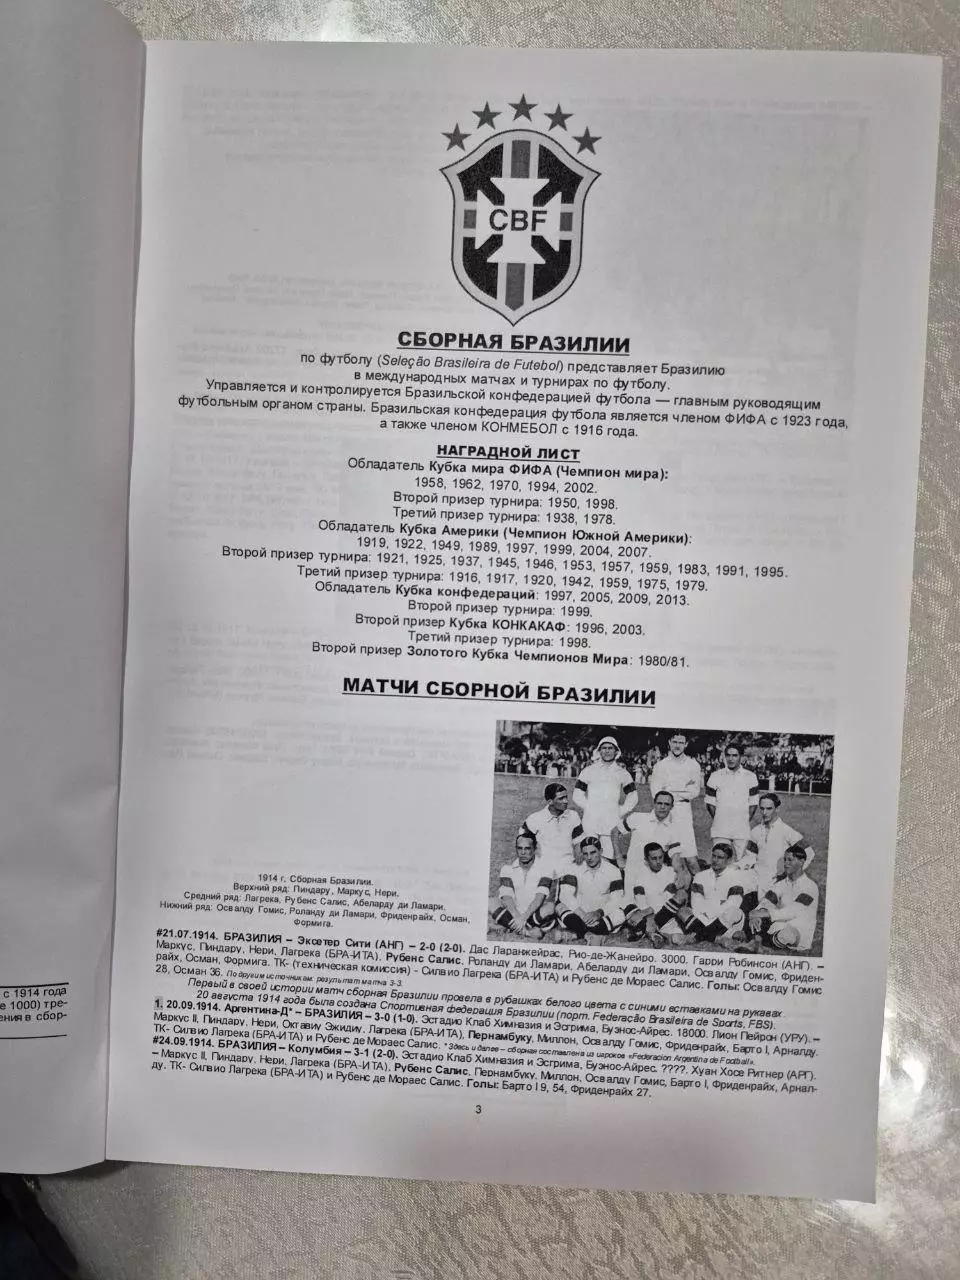 CBF
СБОРНАЯ БРАЗИЛИИ
по футболу (Seleção Brasileira de Futebol) представляет Бразилию
в международных матчах и турнирах по футболу.
Управляется и контролируется Бразильской конфедерацией футбола — главным руководящим
футбольным органом страны. Бразильская конфедерация футбола является членом ФИФА с 1923 года,
а также членом КОНМЕБОЛ с 1916 года.
НАГРАДНОЙ ЛИСТ
Обладатель Кубка мира ФИФА (Чемпион мира):
1958, 1962, 1970, 1994, 2002.
Второй призер турнира: 1950, 1998.
Третий призер турнира: 1938, 1978.
Обладатель Кубка Америки (Чемпион Южной Америки):
1919, 1922, 1949, 1989, 1997, 1999, 2004, 2007.
Второй призер турнира: 1921, 1925, 1937, 1945, 1946, 1953, 1957, 1959, 1983, 1991, 1995.
Третий призер турнира: 1916, 1917, 1920, 1942, 1959, 1975, 1979.
Обладатель Кубка конфедераций: 1997, 2005, 2009, 2013.
Второй призер турнира: 1999.
Второй призер Кубка КОНКАКАФ: 1996, 2003.
Третий призер турнира: 1998.
Второй призер Золотого Кубка Чемпионов Мира: 1980/81.
МАТЧИ СБОРНОЙ БРАЗИЛИИ
1914 г. Сборная Бразилии.
Верхний ряд: Пиндару, Маркус, Нери.
Средний ряд: Лагрека, Рубенс Салис, Абеларду ди Ламари.
Нижний ряд: Освалду Гомис, Роланду ди Ламари, Фриденрайх, Осман,
Формига.
#21.07.1914. БРАЗИЛИЯ – Эксетер Сити (АНГ) – 2-0 (2-0). Дас Ларанжейрас, Рио-де-Жанейро. 3000. Гарри Робинсон (АНГ). –
Маркус, Пиндару, Нери, Лагрека (БРА-ИТА), Рубенс Салис, Роланду ди Ламари, Абеларду ди Ламари, Освалду Гомис, Фриден-
райх, Осман, Формига. ТК- (техническая комиссия) - Силвио Лагрека (БРА-ИТА) и Рубенс де Мораес Салис. Голы: Освалду Гомис
28, Осман 36. По другим источникам: результат матча 3-3.
Первый в своей истории матч сборная Бразилии провела в рубашках белого цвета с синими вставками на рукавах.
20 августа 1914 года была создана Спортивная федерация Бразилии (порт. Federação Brasileira de Sports, FBS).
1. 20.09.1914. Аргентина-Д* – БРАЗИЛИЯ – 3-0 (1-0). Эстадио Клаб Химназия и Эсгрима, Буэнос-Айрес. 18000. Лион Пейрон (УРУ). –
Маркус II, Пиндару, Нери, Октавиу Эжидиу, Лагрека (БРА-ИТА), Пернамбуку, Миллон, Освалду Гомис, Фриденрайх, Барто I, Арналду.
ТК- Силвио Лагрека (БРА-ИТА) и Рубенс де Мораес Салис. *Здесь и далее – сборная составлена из игроков «Federacion Argentina de Football».
#24.09.1914. БРАЗИЛИЯ – Колумбия – 3-1 (2-0). Эстадио Клаб Химназия и Эсгрима, Буэнос-Айрес. ????. Хуан Хосе Ритнер (АРГ).
– Маркус II, Пиндару, Нери, Лагрека (БРА-ИТА), Рубенс Салис, Пернамбуку, Миллон, Освалду Гомис, Барто I, Фриденрайх, Арнал-
ду. ТК- Силвио Лагрека (БРА-ИТА) и Рубенс де Мораес Салис. Голы: Барто I 9, 54, Фриденрайх 27.
3
с 1914 года
е 1000) тре-
ения в сбор-